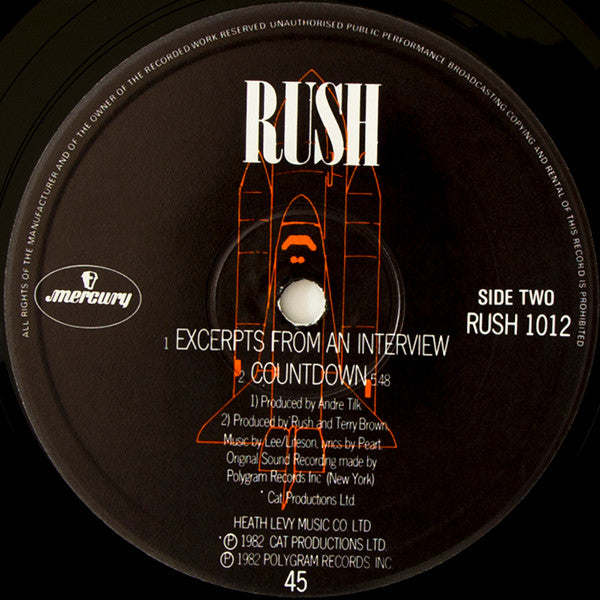 ALL RIGHTS OF THE MANUFACTURER AND OF THE OWNER OF THE RECORDED WORK RESERVED UNAUTHORISED PUBLIC PERFORMANCE BROADCASTING COPYING AND RENTAL OF THIS RECORD IS PROHIBITED
RUSH
mercury
SIDE TWO
RUSH 1012
1 EXCERPTS FROM AN INTERVIEW
2 COUNTDOWN 5.48
1) Produced by Andre Tilk
2) Produced by Rush and Terry Brown
Music by Lee/Lifeson, lyrics by Peart
Original Sound Recording made by
Polygram Records Inc (New York)
Cat Productions Ltd.
HEATH LEVY MUSIC CO. LTD
℗ 1982 CAT PRODUCTIONS LTD.
℗ 1982 POLYGRAM RECORDS INC.
45